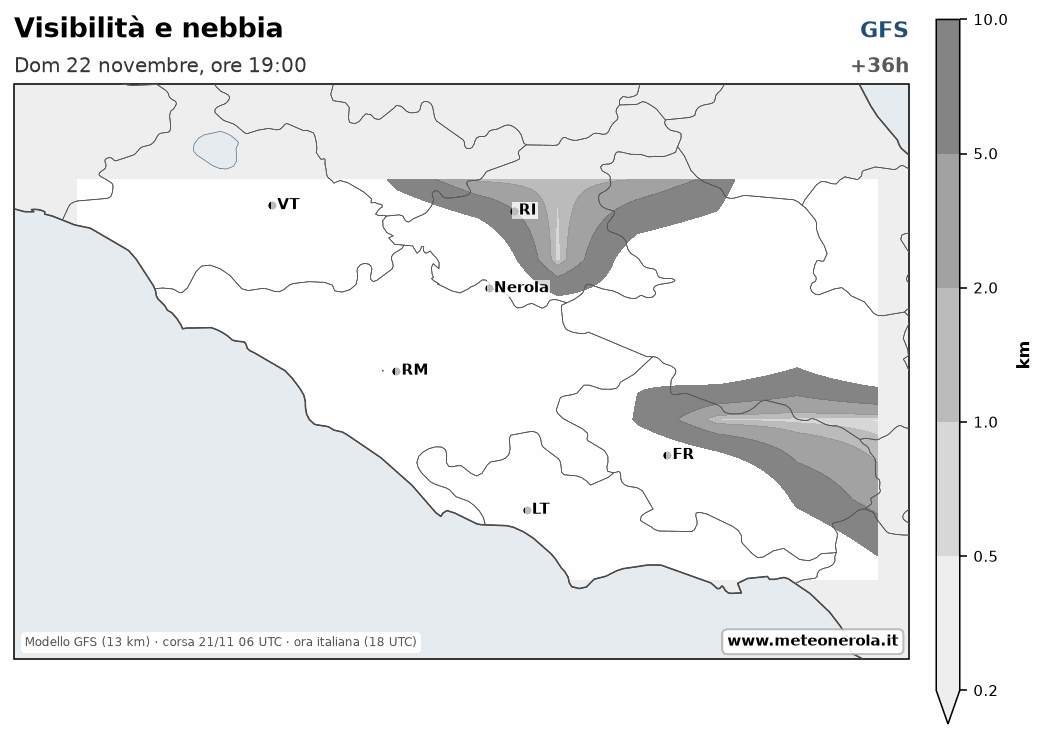 Visibilità e nebbia
GFS
Dom 22 novembre, ore 19:00
+36h
10.0
5.0
2.0
1.0
0.5
0.2
km
VT
RI
Nerola
RM
FR
LT
Modello GFS (13 km) · corsa 21/11 06 UTC · ora italiana (18 UTC)
www.meteonerola.it